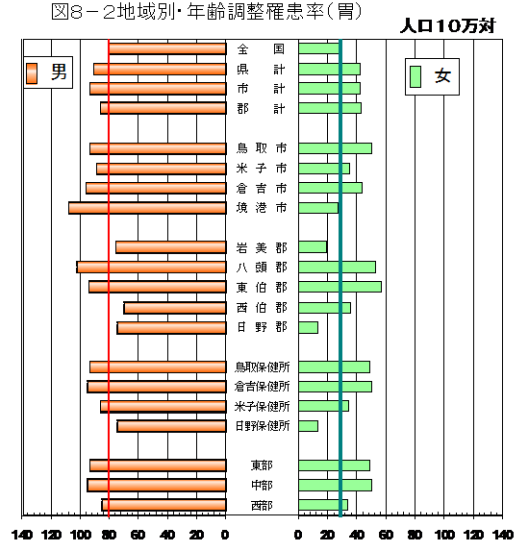 図8-2地域別・年齢調整罹患率(胃)
人口10万対
男
女
全国
県計
市計
郡計
鳥取市
米子市
倉吉市
境港市
岩美郡
八頭郡
東伯郡
西伯郡
日野郡
鳥取保健所
倉吉保健所
米子保健所
日野保健所
東部
中部
西部
140 120 100 80 60 40 20 0 0 20 40 60 80 100 120 140